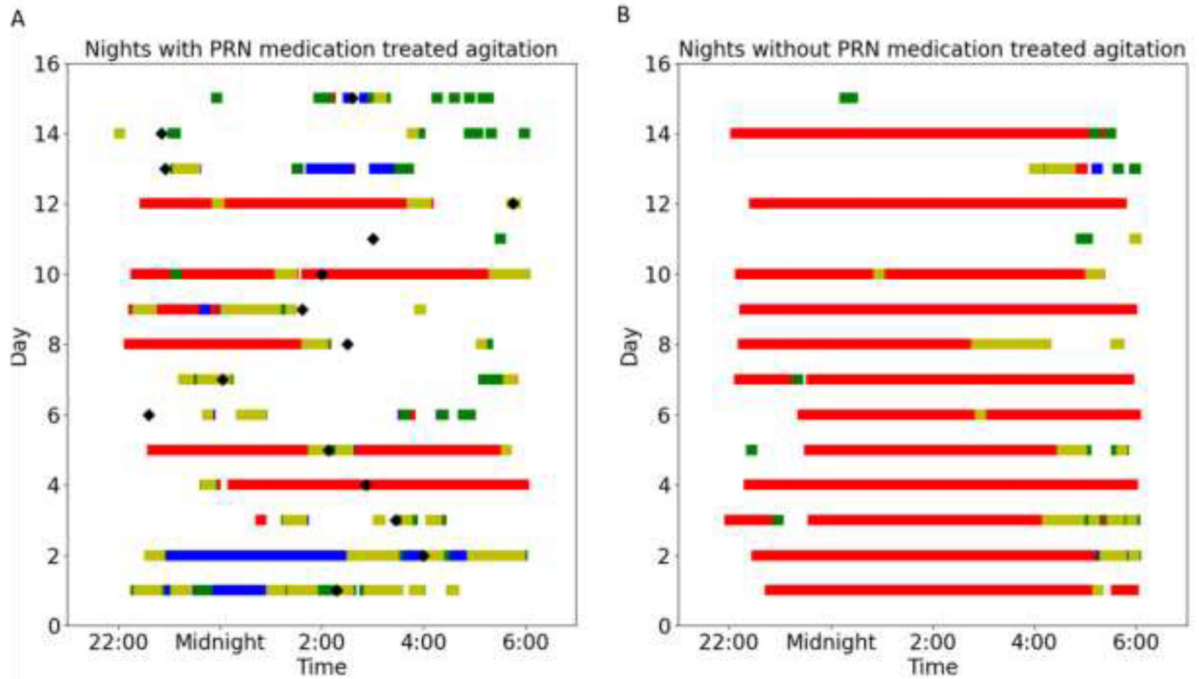 A
B
Nights with PRN medication treated agitation
Nights without PRN medication treated agitation
16
14
12
10
8
6
4
2
0
Day
22:00 Midnight 2:00 4:00 6:00
Time
16
14
12
10
8
6
4
2
0
Day
22:00 Midnight 2:00 4:00 6:00
Time